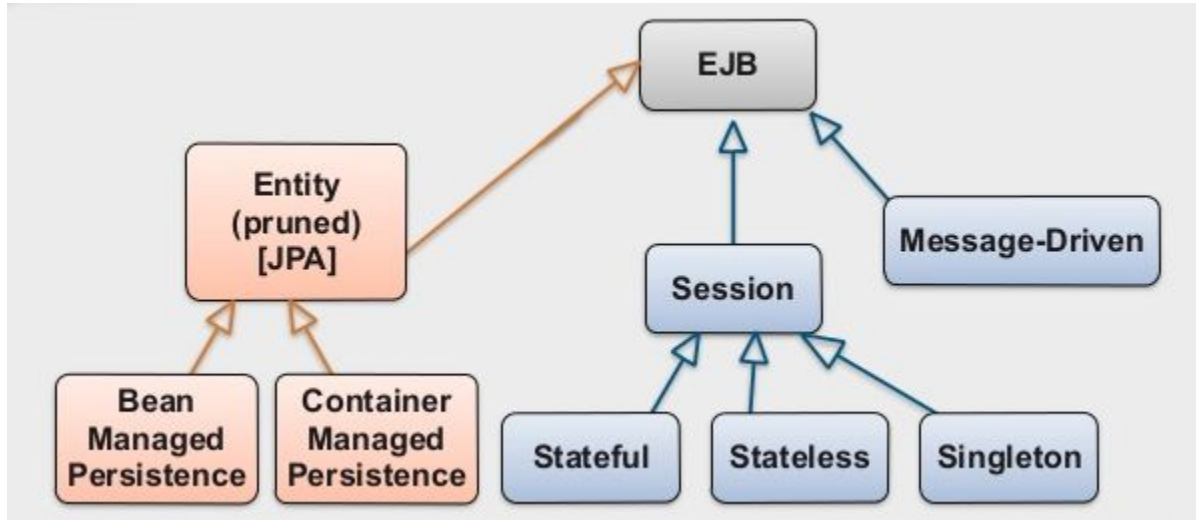 EJB
Entity
(pruned)
[JPA]
Message-Driven
Session
Bean
Managed
Persistence
Container
Managed
Persistence
Stateful
Stateless
Singleton